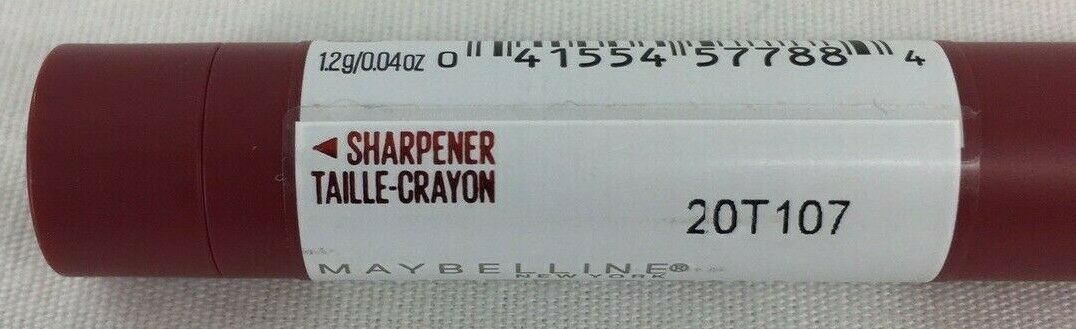 1.2g/0.04oz 0 41554 57788 4
◄ SHARPENER
TAILLE-CRAYON
20T107
MAYBELLINE®
NEW YORK